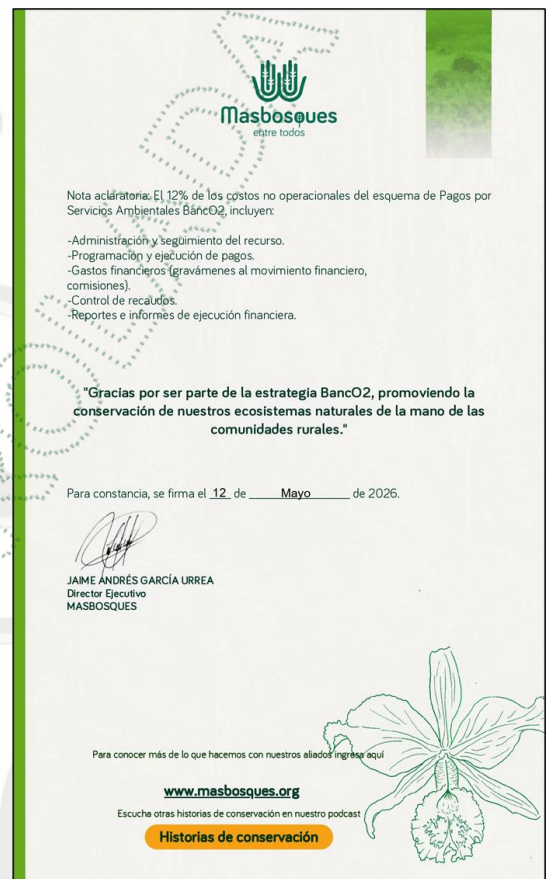 Masbosques
entre todos
Nota aclaratoria: El 12% de los costos no operacionales del esquema de Pagos por
Servicios Ambientales BancO2, incluyen:
-Administración y seguimiento del recurso.
-Programación y ejecución de pagos.
-Gastos financieros (gravámenes al movimiento financiero,
comisiones).
-Control de recaudos.
-Reportes e informes de ejecución financiera.
"Gracias por ser parte de la estrategia BancO2, promoviendo la
conservación de nuestros ecosistemas naturales de la mano de las
comunidades rurales."
Para constancia, se firma el 12 de Mayo de 2026.
JAIME ANDRÉS GARCÍA URREA
Director Ejecutivo
MASBOSQUES
Para conocer más de lo que hacemos con nuestros aliados ingresa aquí
www.masbosques.org
Escucha otras historias de conservación en nuestro podcast
Historias de conservación